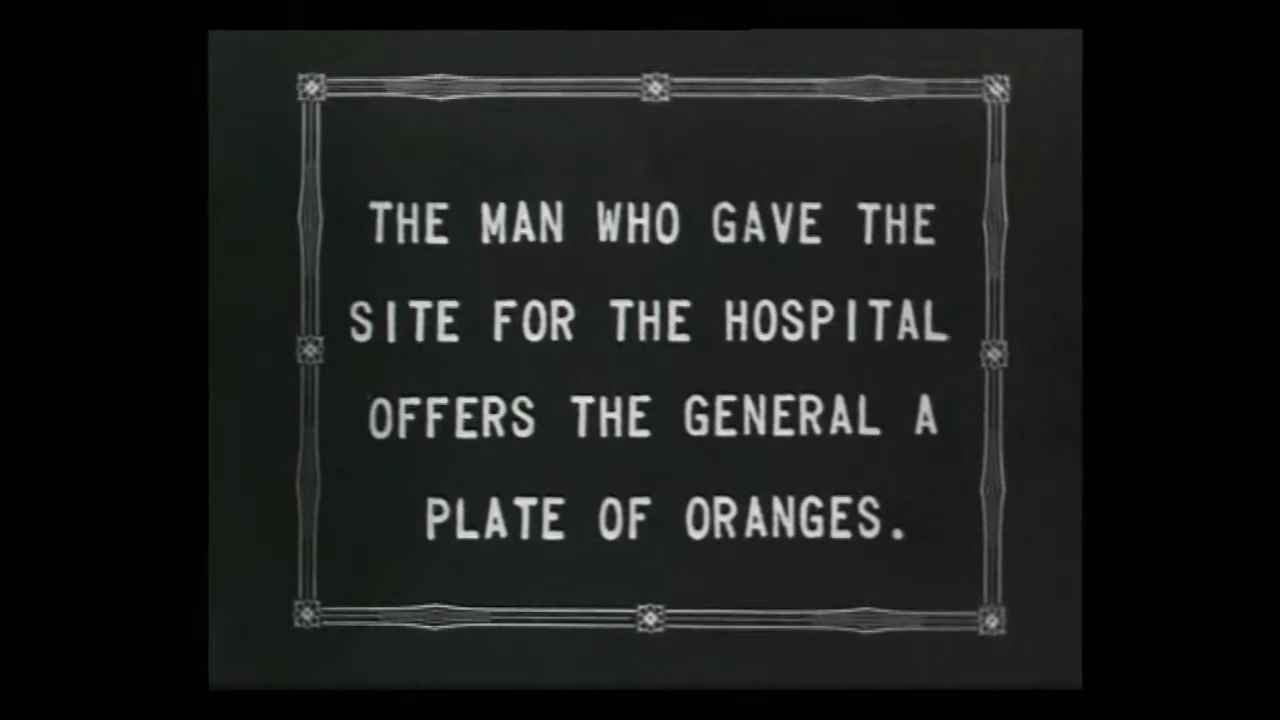 THE MAN WHO GAVE THE
SITE FOR THE HOSPITAL
OFFERS THE GENERAL A
PLATE OF ORANGES.